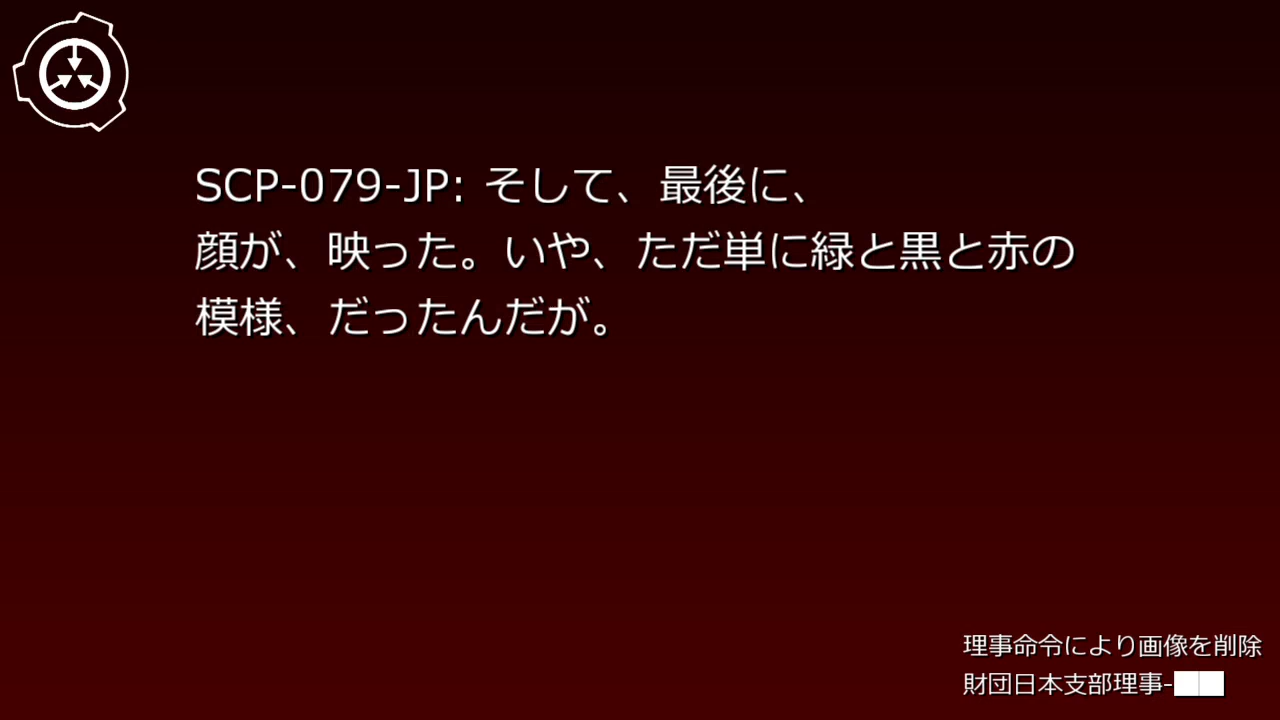 SCP-079-JP: そして、最後に、
顔が、映った。いや、ただ単に緑と黒と赤の
模様、だったんだが。
理事命令により画像を削除
財団日本支部理事-██